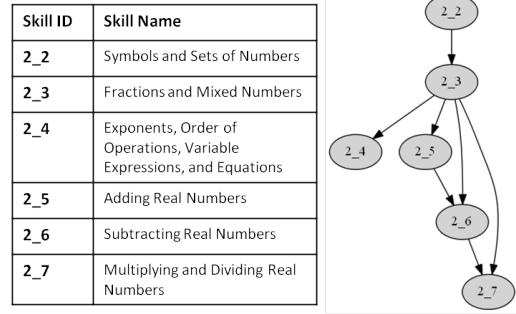 Skill ID Skill Name
2_2 Symbols and Sets of Numbers
2_3 Fractions and Mixed Numbers
2_4 Exponents, Order of
Operations, Variable
Expressions, and Equations
2_5 Adding Real Numbers
2_6 Subtracting Real Numbers
2_7 Multiplying and Dividing Real
Numbers
2_2
2_3
2_4 2_5
2_6
2_7